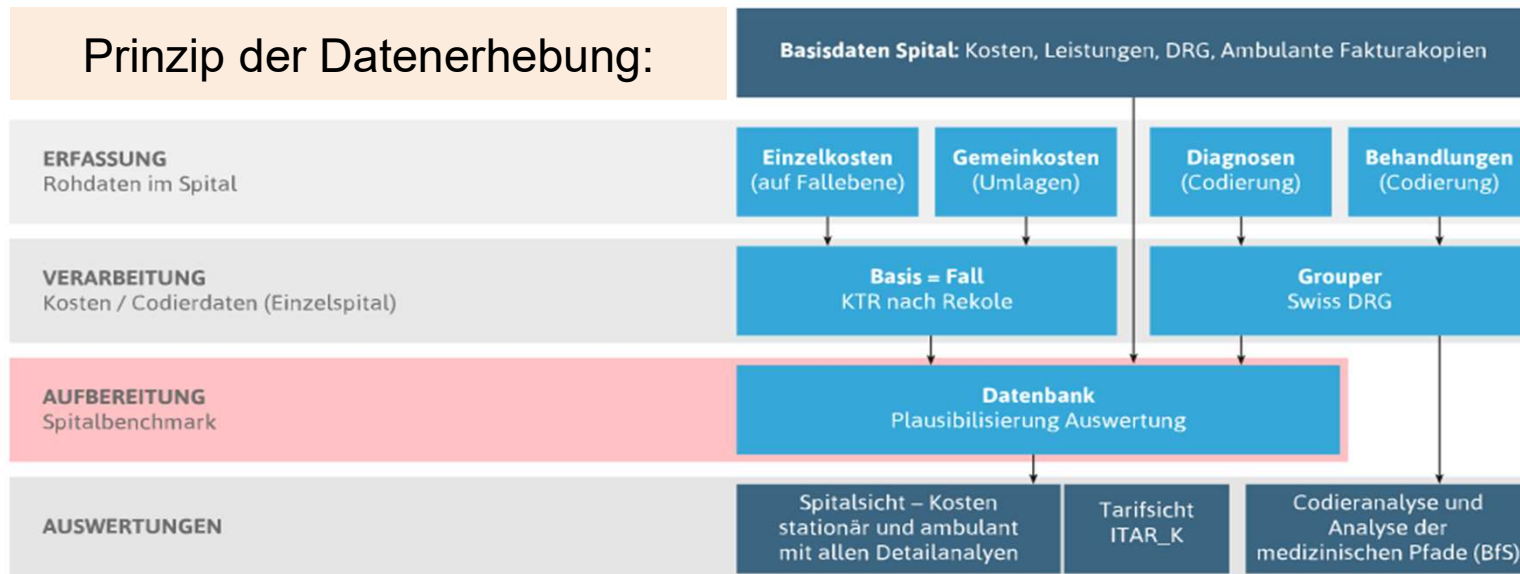 Prinzip der Datenerhebung:
Basisdaten Spital: Kosten, Leistungen, DRG, Ambulante Fakturakopien
ERFASSUNG
Rohdaten im Spital
Einzelkosten
(auf Fallebene)
Gemeinkosten
(Umlagen)
Diagnosen
(Codierung)
Behandlungen
(Codierung)
VERARBEITUNG
Kosten / Codierdaten (Einzelspital)
Basis = Fall
KTR nach Rekole
Grouper
Swiss DRG
AUFBEREITUNG
Spitalbenchmark
Datenbank
Plausibilisierung Auswertung
AUSWERTUNGEN
Spitalsicht – Kosten
stationär und ambulant
mit allen Detailanalyen
Tarifsicht
ITAR_K
Codieranalyse und
Analyse der
medizinischen Pfade (BfS)